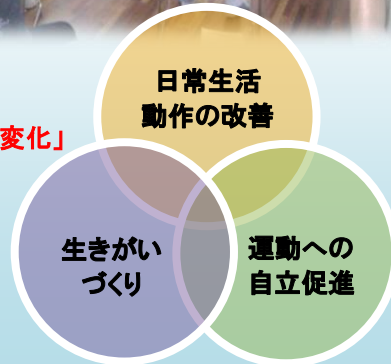 日常生活
動作の改善
変化」
生きがい
づくり
運動への
自立促進